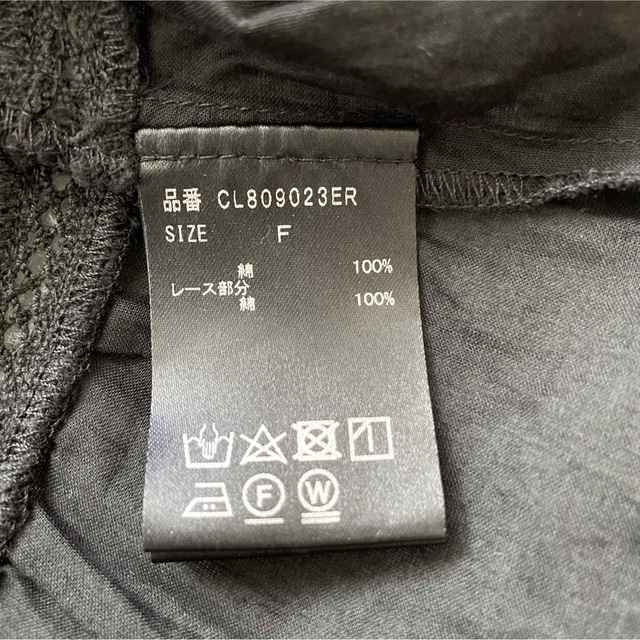 品番 CL809023ER
SIZE F
綿 100%
レース部分
綿 100%
F W